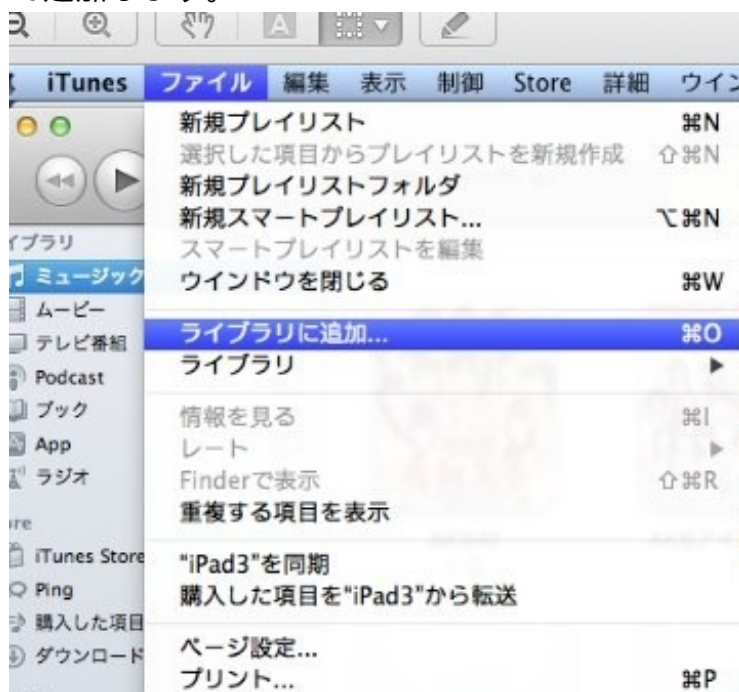 で追加します。
iTunes ファイル 編集 表示 制御 Store 詳細 ウイン
新規プレイリスト ⌘N
選択した項目からプレイリストを新規作成 ⇧⌘N
新規プレイリストフォルダ
新規スマートプレイリスト... ⌥⌘N
スマートプレイリストを編集
ウインドウを閉じる ⌘W
ライブラリに追加... ⌘O
ライブラリ ▶
情報を見る ⌘I
レート ▶
Finderで表示 ⇧⌘R
重複する項目を表示
"iPad3"を同期
購入した項目を"iPad3"から転送
ページ設定...
プリント... ⌘P
イブラリ
ミュージック
ムービー
テレビ番組
Podcast
ブック
App
ラジオ
ore
iTunes Store
Ping
購入した項目
ダウンロード